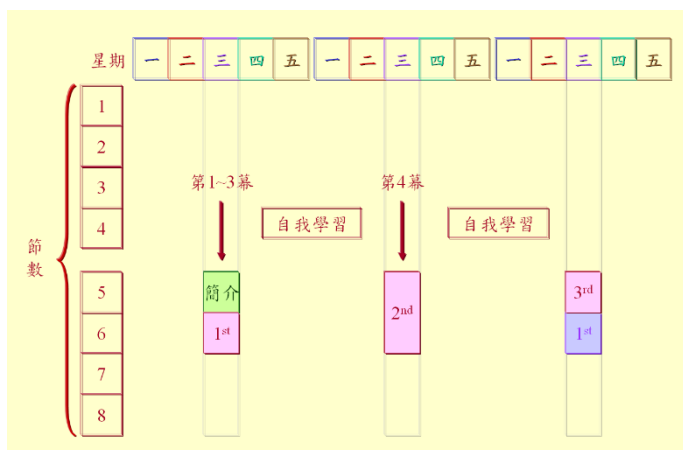 星期 一 二 三 四 五 一 二 三 四 五 一 二 三 四 五
1
2
3
第1~3幕 第4幕
4
自我學習 自我學習
節數
5 簡介 3rd
2nd
6 1st 1st
7
8